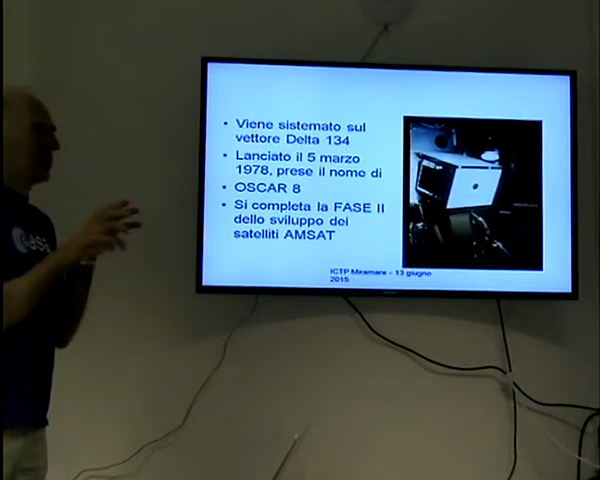 • Viene sistemato sul
vettore Delta 134
• Lanciato il 5 marzo
1978, prese il nome di
• OSCAR 8
• Si completa la FASE II
dello sviluppo dei
satelliti AMSAT
ICTP Miramare - 13 giugno
2015
esa